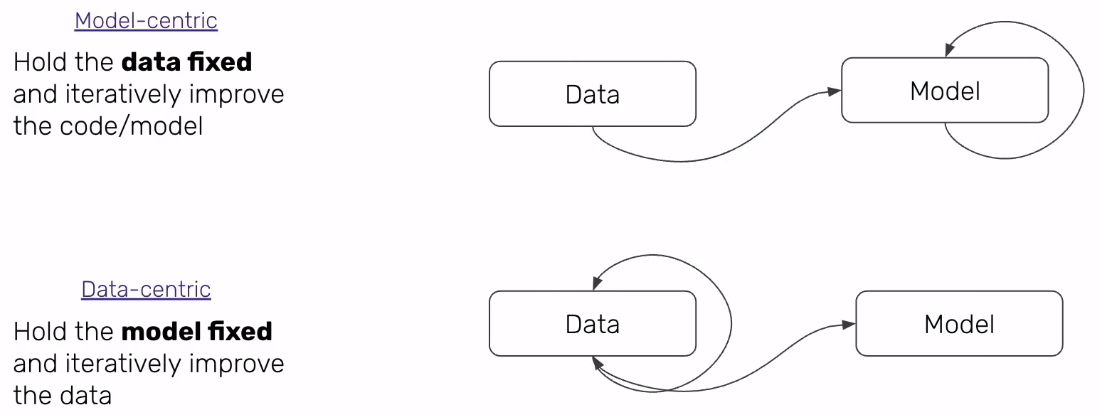 Model-centric
Hold the data fixed
and iteratively improve
the code/model
Data
Model
Data-centric
Hold the model fixed
and iteratively improve
the data
Data
Model